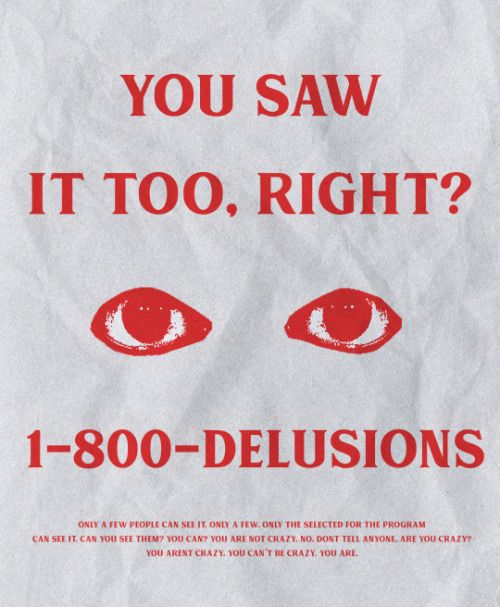 YOU SAW
IT TOO, RIGHT?
1-800-DELUSIONS
ONLY A FEW PEOPLE CAN SEE IT. ONLY A FEW. ONLY THE SELECTED FOR THE PROGRAM
CAN SEE IT. CAN YOU SEE THEM? YOU CAN? YOU ARE NOT CRAZY. NO. DONT TELL ANYONE. ARE YOU CRAZY?
YOU ARENT CRAZY. YOU CAN'T BE CRAZY. YOU ARE.